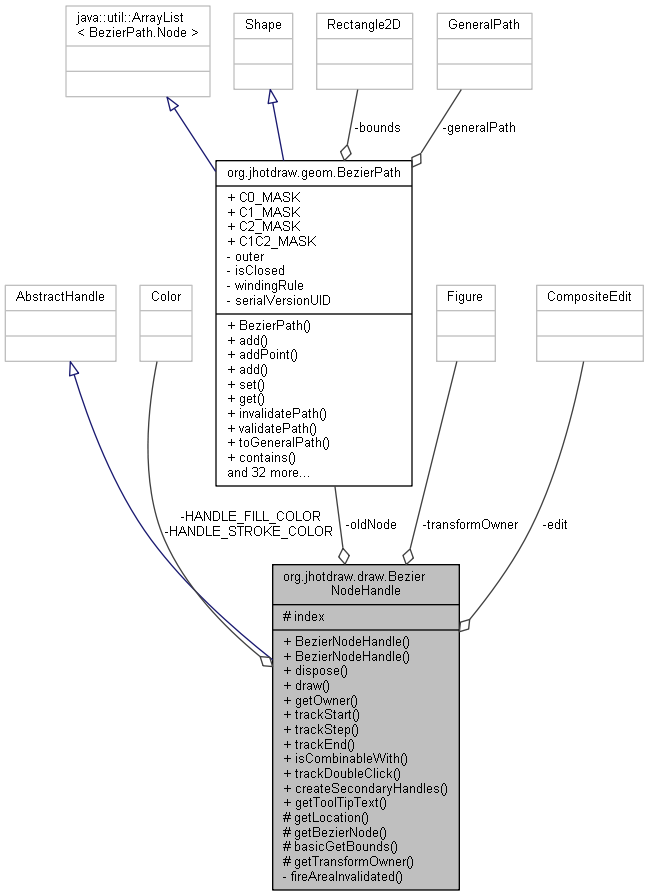 java::util::ArrayList
< BezierPath.Node >
Shape
Rectangle2D
GeneralPath
-bounds
-generalPath
org.jhotdraw.geom.BezierPath
+ C0_MASK
+ C1_MASK
+ C2_MASK
+ C1C2_MASK
- outer
- isClosed
- windingRule
- serialVersionUID
+ BezierPath()
+ add()
+ addPoint()
+ add()
+ set()
+ get()
+ invalidatePath()
+ validatePath()
+ toGeneralPath()
+ contains()
and 32 more...
AbstractHandle
Color
Figure
CompositeEdit
-HANDLE_FILL_COLOR
-HANDLE_STROKE_COLOR
-oldNode
-transformOwner
-edit
org.jhotdraw.draw.Bezier
NodeHandle
# index
+ BezierNodeHandle()
+ BezierNodeHandle()
+ dispose()
+ draw()
+ getOwner()
+ trackStart()
+ trackStep()
+ trackEnd()
+ isCombinableWith()
+ trackDoubleClick()
+ createSecondaryHandles()
+ getToolTipText()
# getLocation()
# getBezierNode()
# basicGetBounds()
# getTransformOwner()
- fireAreaInvalidated()